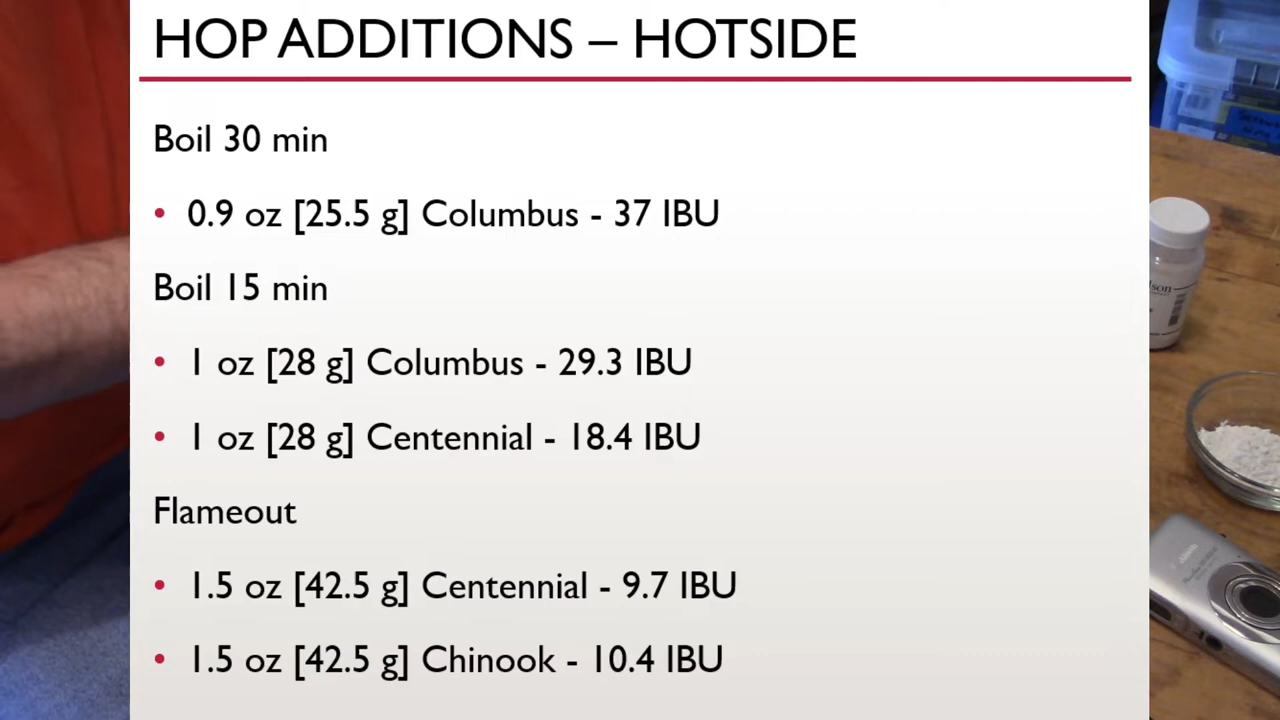 HOP ADDITIONS – HOTSIDE
Boil 30 min
• 0.9 oz [25.5 g] Columbus - 37 IBU
Boil 15 min
• 1 oz [28 g] Columbus - 29.3 IBU
• 1 oz [28 g] Centennial - 18.4 IBU
Flameout
• 1.5 oz [42.5 g] Centennial - 9.7 IBU
• 1.5 oz [42.5 g] Chinook - 10.4 IBU